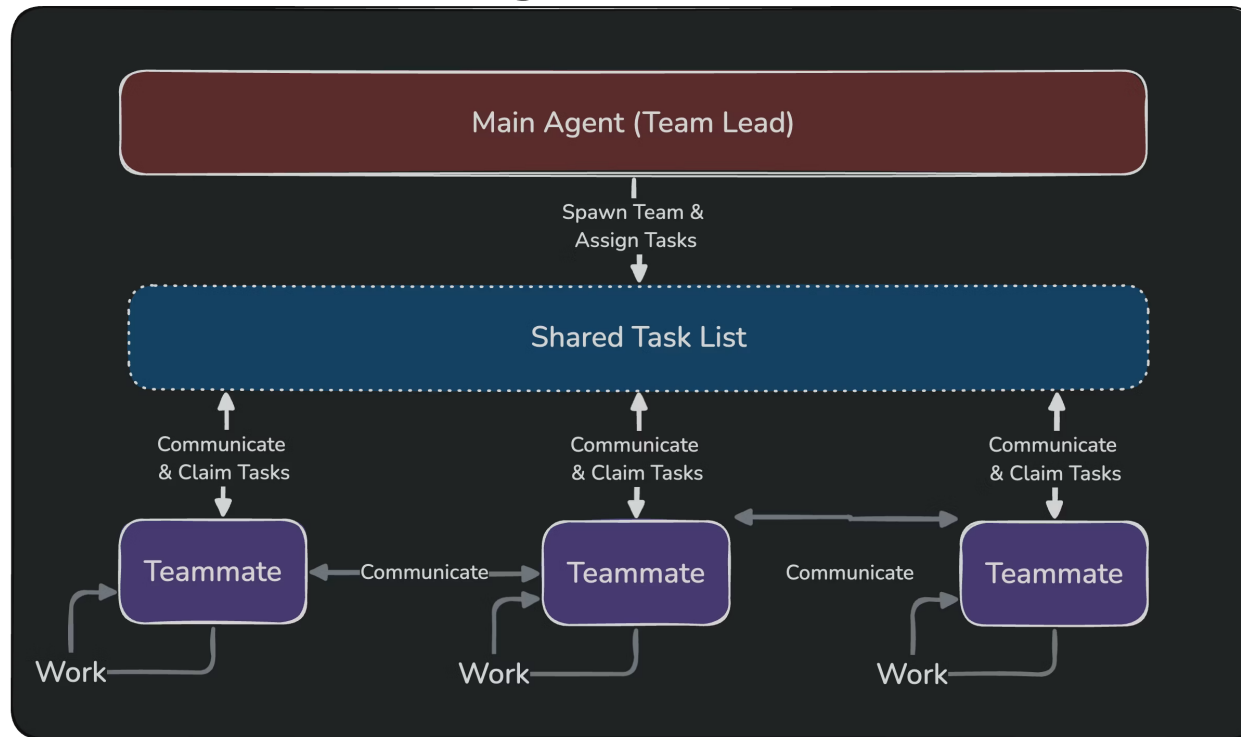 Main Agent (Team Lead)
Spawn Team &
Assign Tasks
Shared Task List
Communicate
& Claim Tasks
Communicate
& Claim Tasks
Communicate
& Claim Tasks
Teammate
Communicate
Teammate
Communicate
Teammate
Work
Work
Work